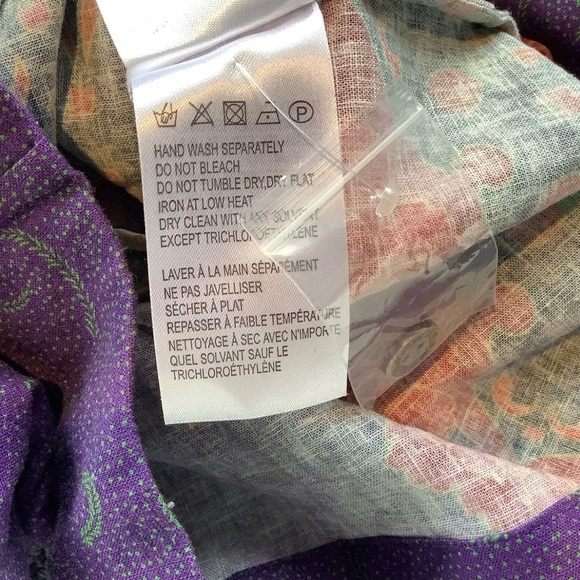 HAND WASH SEPARATELY
DO NOT BLEACH
DO NOT TUMBLE DRY,DRY FLAT
IRON AT LOW HEAT
DRY CLEAN WITH ANY SOLVENT
EXCEPT TRICHLOROETHYLENE
LAVER À LA MAIN SÉPARÉMENT
NE PAS JAVELLISER
SÉCHER À PLAT
REPASSER À FAIBLE TEMPÉRATURE
NETTOYAGE À SEC AVEC N'IMPORTE
QUEL SOLVANT SAUF LE
TRICHLOROÉTHYLÈNE